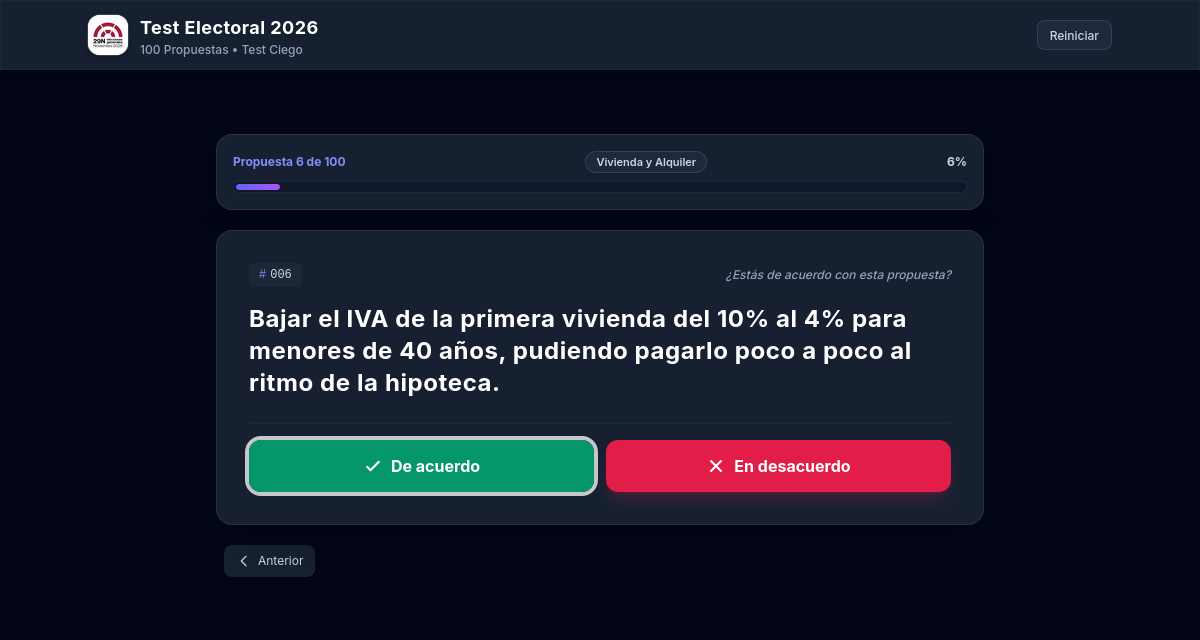 Test Electoral 2026
100 Propuestas • Test Ciego
Reiniciar
29N
Propuesta 6 de 100
Vivienda y Alquiler
6%
# 006
¿Estás de acuerdo con esta propuesta?
Bajar el IVA de la primera vivienda del 10% al 4% para
menores de 40 años, pudiendo pagarlo poco a poco al
ritmo de la hipoteca.
De acuerdo
En desacuerdo
Anterior